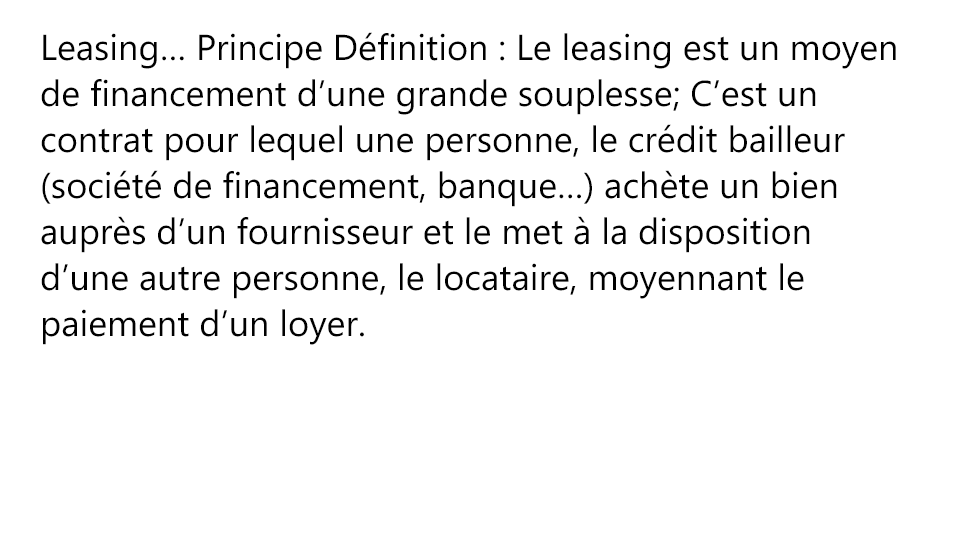 Leasing… Principe Définition : Le leasing est un moyen
de financement d’une grande souplesse; C’est un
contrat pour lequel une personne, le crédit bailleur
(société de financement, banque…) achète un bien
auprès d’un fournisseur et le met à la disposition
d’une autre personne, le locataire, moyennant le
paiement d’un loyer.